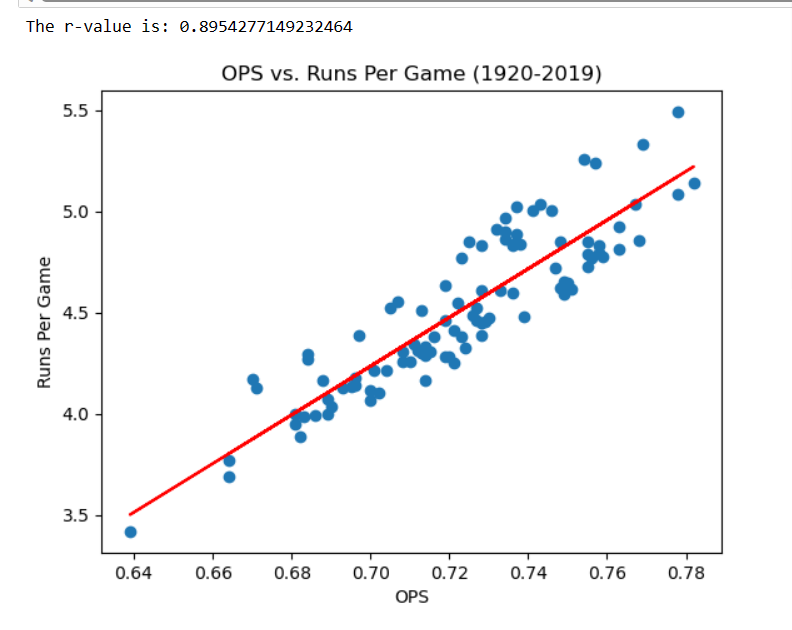 The r-value is: 0.8954277149232464
OPS vs. Runs Per Game (1920-2019)
5.5
5.0
4.5
4.0
3.5
Runs Per Game
0.64 0.66 0.68 0.70 0.72 0.74 0.76 0.78
OPS